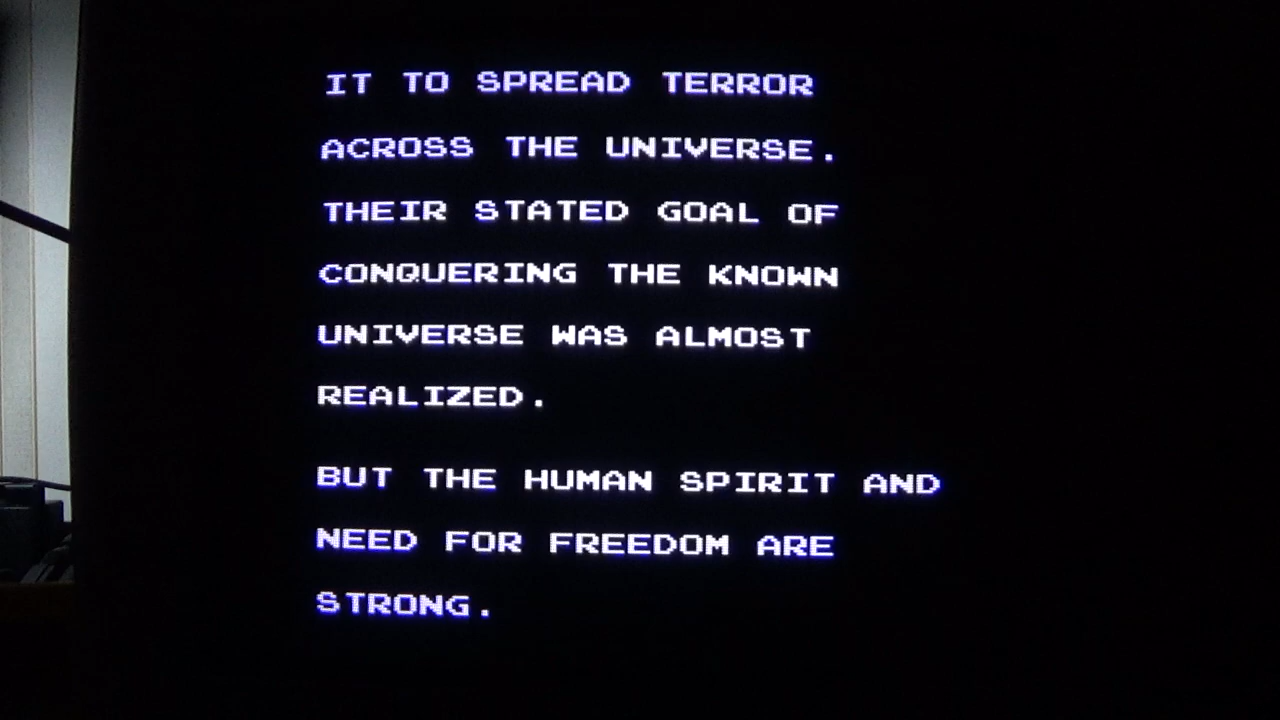 IT TO SPREAD TERROR
ACROSS THE UNIVERSE.
THEIR STATED GOAL OF
CONQUERING THE KNOWN
UNIVERSE WAS ALMOST
REALIZED.
BUT THE HUMAN SPIRIT AND
NEED FOR FREEDOM ARE
STRONG.